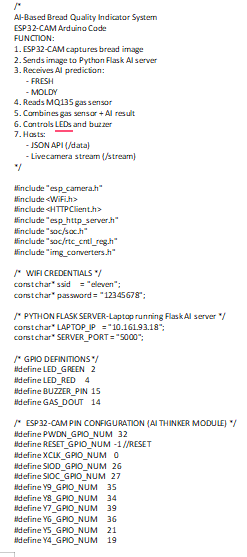 /*
AI-Based Bread Quality Indicator System
ESP32-CAM Arduino Code
FUNCTION:
1. ESP32-CAM captures bread image
2. Sends image to Python Flask AI server
3. Receives AI prediction:
- FRESH
- MOLDY
4. Reads MQ135 gas sensor
5. Combines gas sensor + AI result
6. Controls LEDs and buzzer
7. Hosts:
- JSON API (/data)
- Live camera stream (/stream)
*/
#include "esp_camera.h"
#include <WiFi.h>
#include <HTTPClient.h>
#include "esp_http_server.h"
#include "soc/soc.h"
#include "soc/rtc_cntl_reg.h"
#include "img_converters.h"
/* WIFI CREDENTIALS */
const char* ssid = "eleven";
const char* password = "12345678";
/* PYTHON FLASK SERVER-Laptop running Flask AI server */
const char* LAPTOP_IP = "10.161.93.18";
const char* SERVER_PORT = "5000";
/* GPIO DEFINITIONS */
#define LED_GREEN 2
#define LED_RED 4
#define BUZZER_PIN 15
#define GAS_DOUT 14
/* ESP32-CAM PIN CONFIGURATION (AI THINKER MODULE) */
#define PWDN_GPIO_NUM 32
#define RESET_GPIO_NUM -1 //RESET
#define XCLK_GPIO_NUM 0
#define SIOD_GPIO_NUM 26
#define SIOC_GPIO_NUM 27
#define Y9_GPIO_NUM 35
#define Y8_GPIO_NUM 34
#define Y7_GPIO_NUM 39
#define Y6_GPIO_NUM 36
#define Y5_GPIO_NUM 21
#define Y4_GPIO_NUM 19